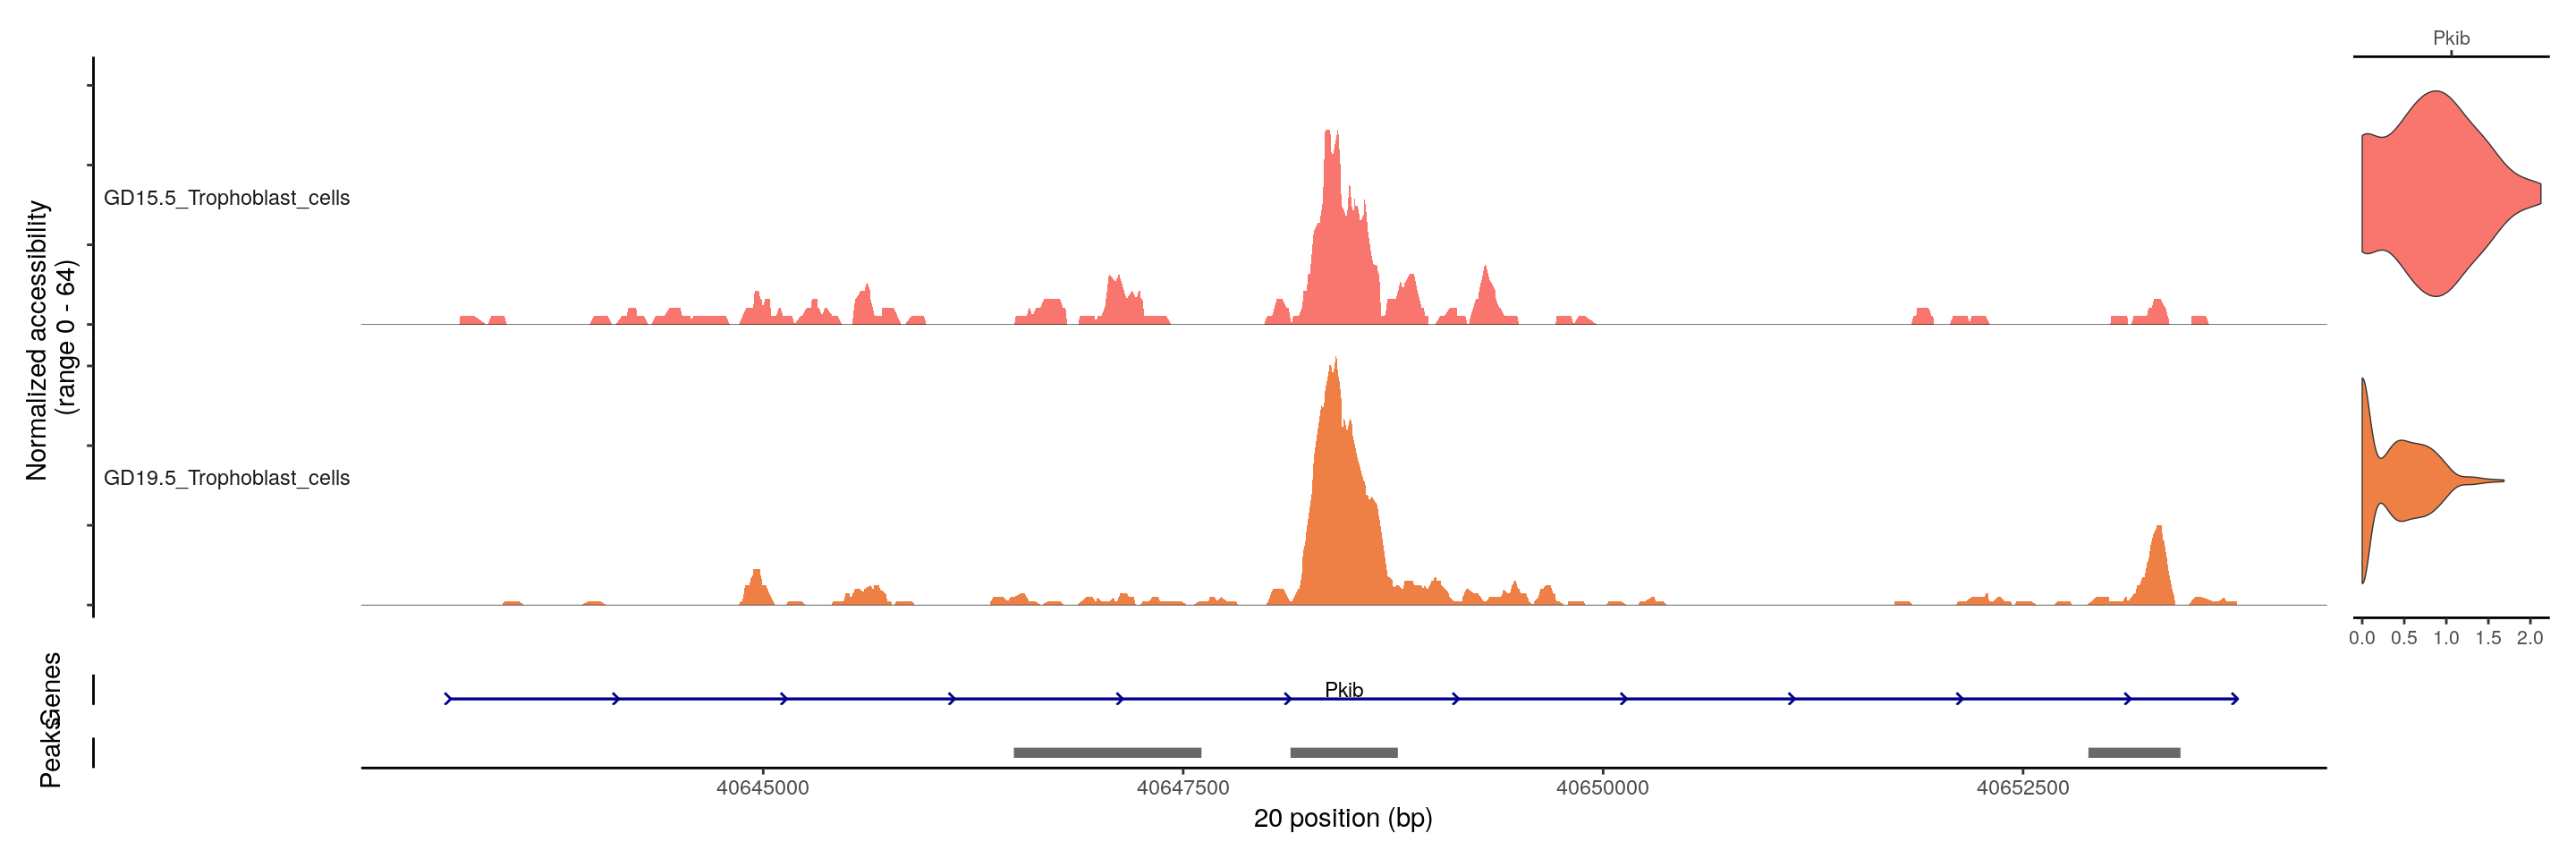 Pkib
Normalized accessibility
(range 0 - 64)
GD15.5_Trophoblast_cells
GD19.5_Trophoblast_cells
0.0 0.5 1.0 1.5 2.0
Genes
Pkib
Peaks
40645000 40647500 40650000 40652500
20 position (bp)